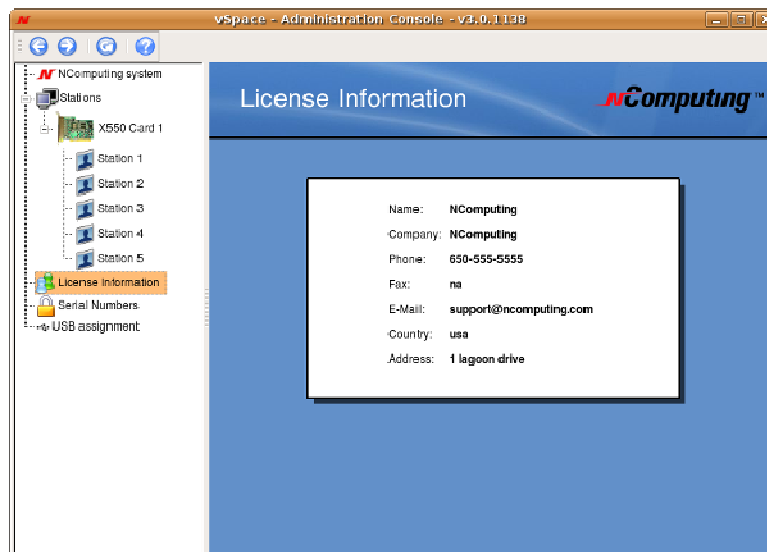 vSpace - Administration Console - v3.0.1138
NComputing system
Stations
X550 Card 1
Station 1
Station 2
Station 3
Station 4
Station 5
License Information
Serial Numbers
USB assignment
License Information
NComputing™
Name: NComputing
Company: NComputing
Phone: 650-555-5555
Fax: na
E-Mail: support@ncomputing.com
Country: usa
Address: 1 lagoon drive